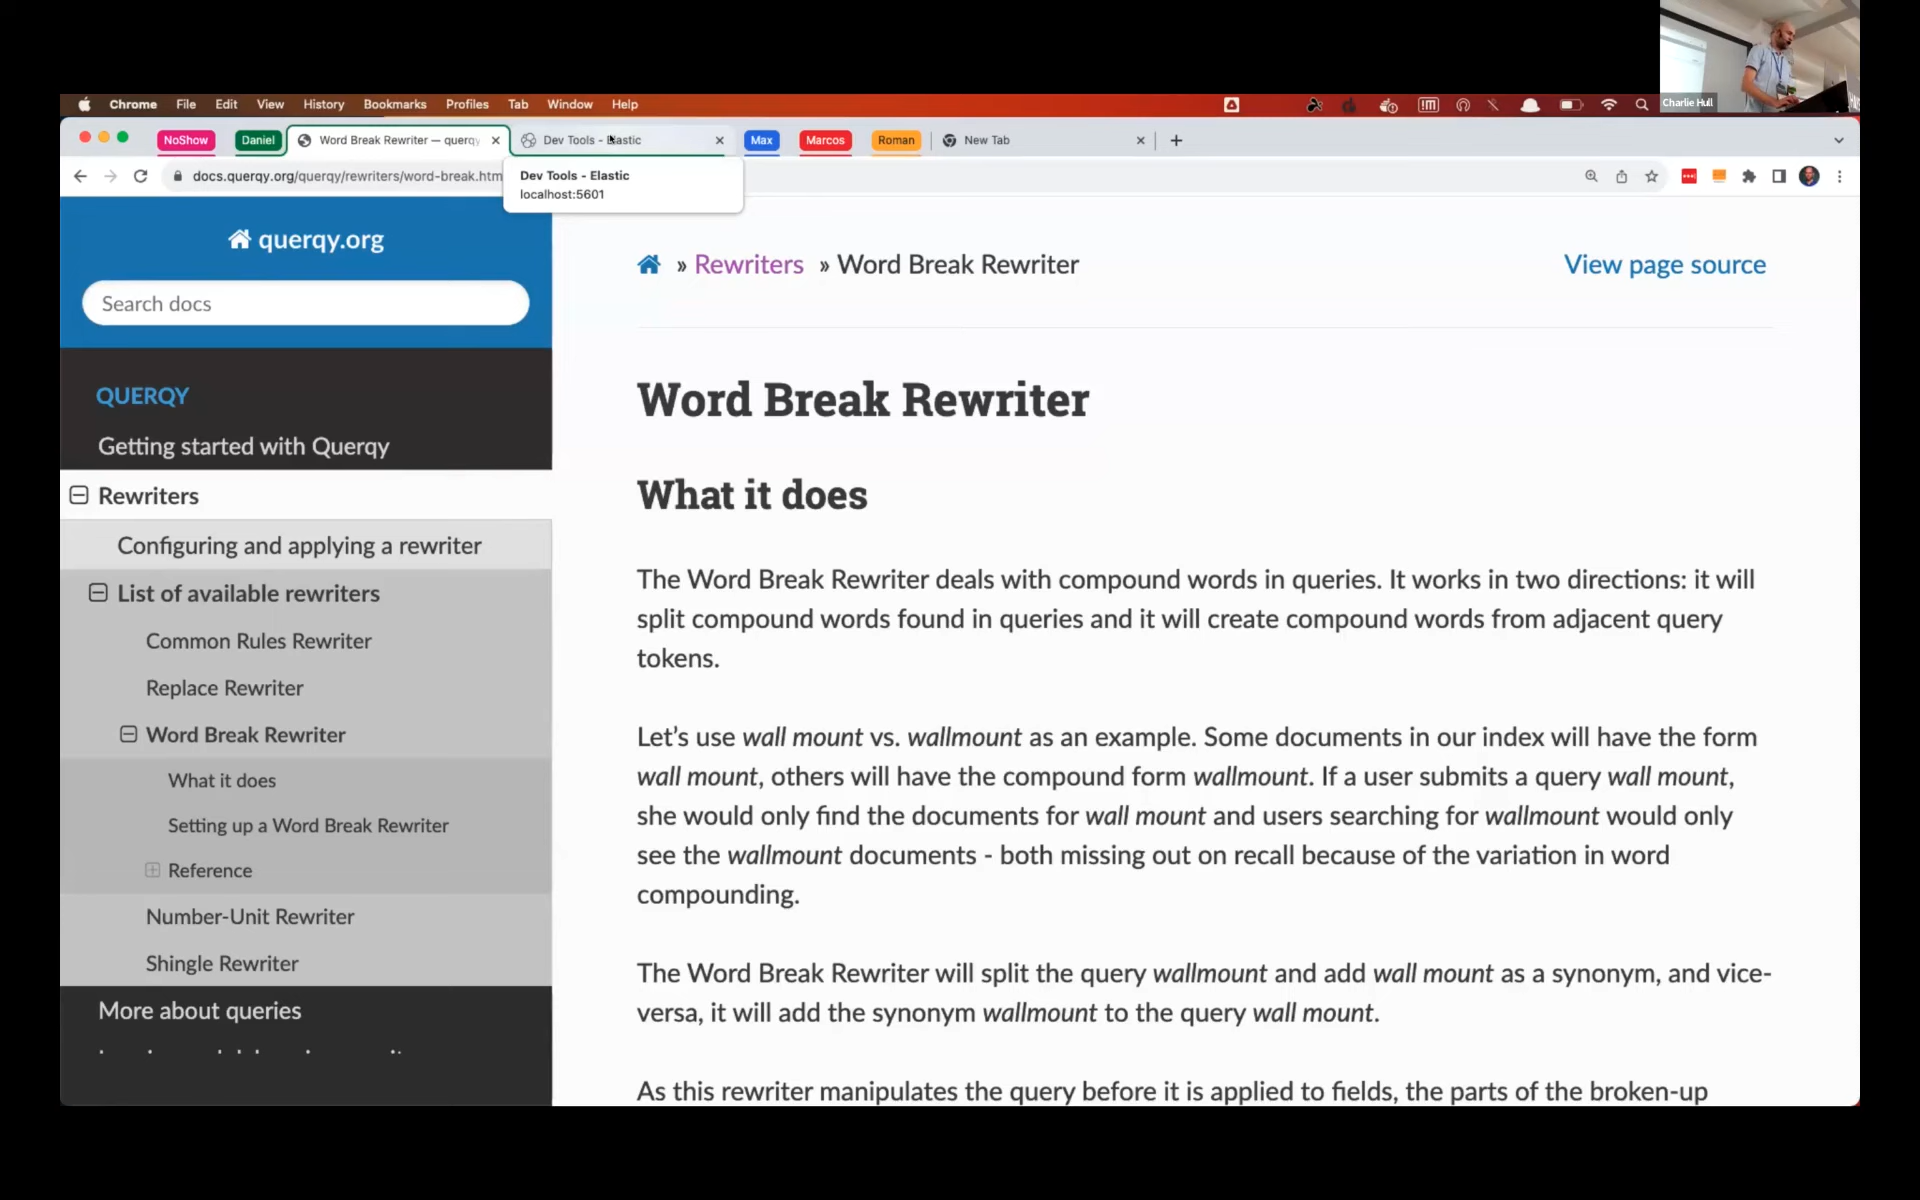 Charlie Hull
Chrome File Edit View History Bookmarks Profiles Tab Window Help
NoShow Daniel Word Break Rewriter — querqy Dev Tools - Elastic Max Marcos Roman New Tab
docs.querqy.org/querqy/rewriters/word-break.htm
Dev Tools - Elastic
localhost:5601
querqy.org
Search docs
QUERQY
Getting started with Querqy
Rewriters
Configuring and applying a rewriter
List of available rewriters
Common Rules Rewriter
Replace Rewriter
Word Break Rewriter
What it does
Setting up a Word Break Rewriter
Reference
Number-Unit Rewriter
Shingle Rewriter
More about queries
» Rewriters » Word Break Rewriter
View page source
Word Break Rewriter
What it does
The Word Break Rewriter deals with compound words in queries. It works in two directions: it will
split compound words found in queries and it will create compound words from adjacent query
tokens.
Let's use wall mount vs. wallmount as an example. Some documents in our index will have the form
wall mount, others will have the compound form wallmount. If a user submits a query wall mount,
she would only find the documents for wall mount and users searching for wallmount would only
see the wallmount documents - both missing out on recall because of the variation in word
compounding.
The Word Break Rewriter will split the query wallmount and add wall mount as a synonym, and vice-
versa, it will add the synonym wallmount to the query wall mount.
As this rewriter manipulates the query before it is applied to fields, the parts of the broken-up